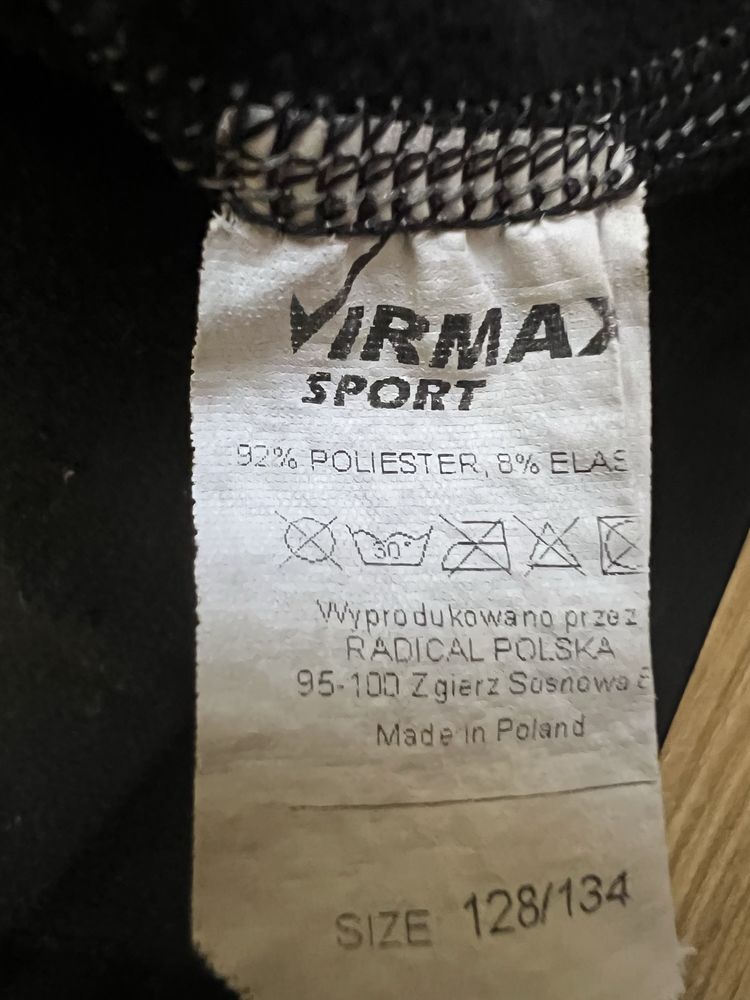 VIRMAX
SPORT
92% POLIESTER, 8% ELAS
30°
Wyprodukowano przez
RADICAL POLSKA
95-100 Zgierz Sosnowa
Made in Poland
SIZE 128/134